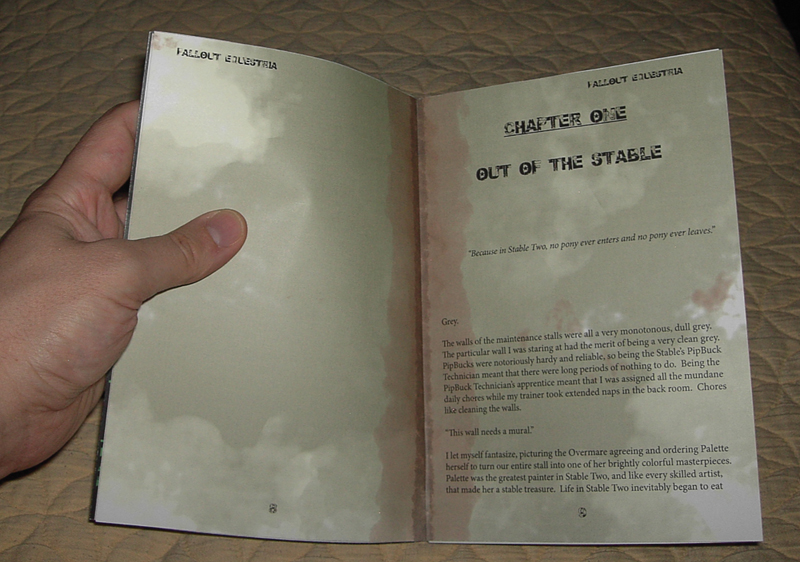 FALLOUT EQUESTRIA
FALLOUT EQUESTRIA
CHAPTER ONE
OUT OF THE STABLE
"Because in Stable Two, no pony ever enters and no pony ever leaves."
Grey.
The walls of the maintenance stalls were all a very monotonous, dull grey.
The particular wall I was staring at had the merit of being a very clean grey.
PipBucks were notoriously hardy and reliable, so being the Stable's PipBuck
Technician meant that there were long periods of nothing to do. Being the
PipBuck Technician's apprentice meant that I was assigned all the mundane
daily chores while my trainer took extended naps in the back room. Chores
like cleaning the walls.
"This wall needs a mural."
I let myself fantasize, picturing the Overmare agreeing and ordering Palette
herself to turn our entire stall into one of her brightly colorful masterpieces.
Palette was the greatest painter in Stable Two, and like every skilled artist,
that made her a stable treasure. Life in Stable Two inevitably began to eat